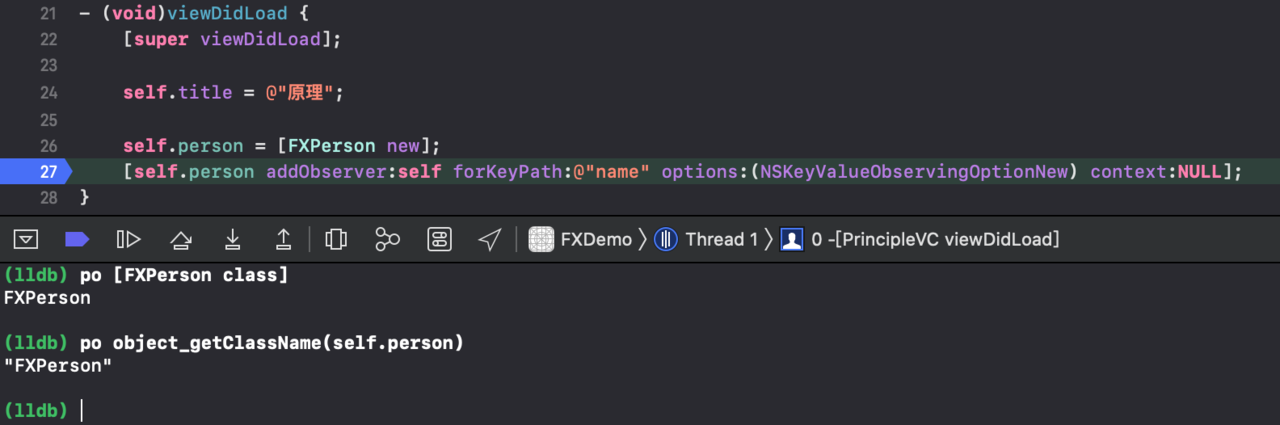 21 - (void)viewDidLoad {
22     [super viewDidLoad];
23
24     self.title = @"原理";
25
26     self.person = [FXPerson new];
27     [self.person addObserver:self forKeyPath:@"name" options:(NSKeyValueObservingOptionNew) context:NULL];
28 }
FXDemo 〉 Thread 1 〉 0 -[PrincipleVC viewDidLoad]
(lldb) po [FXPerson class]
FXPerson
(lldb) po object_getClassName(self.person)
"FXPerson"
(lldb)